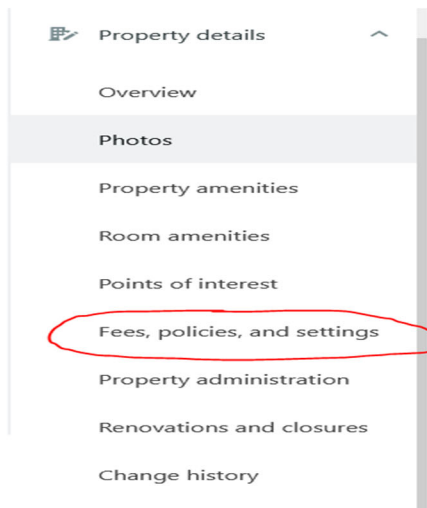 Property details
Overview
Photos
Property amenities
Room amenities
Points of interest
Fees, policies, and settings
Property administration
Renovations and closures
Change history